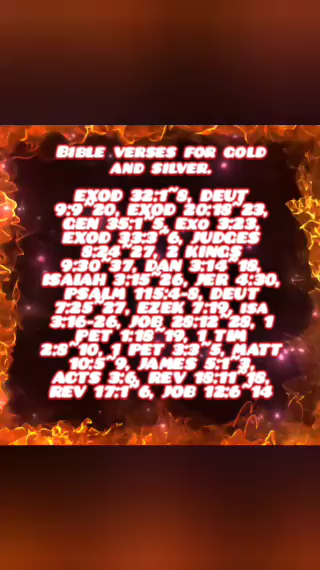 BIBLE VERSES FOR GOLD
AND SILVER.
EXOD 32:1~8, DEUT
9:9~20, EXOD 20:18~23,
GEN 35:1~5, EXO 3:23,
EXOD 33:3~6, JUDGES
8:24~27, 2 KINGS
9:30~37, DAN 3:14~18,
ISAIAH 3:15~26, JER 4:30,
PSALM 115:4-8, DEUT
7:25~27, EZEK 7:19, ISA
3:16-26, JOB 28:12~28, 1
PET 1:18~19, 1 TIM
2:8~10, 1 PET 3:3~5, MATT
10:5~9, JAMES 5:1~3,
ACTS 3:6, REV 18:11~18,
REV 17:1~6, JOB 12:6~14